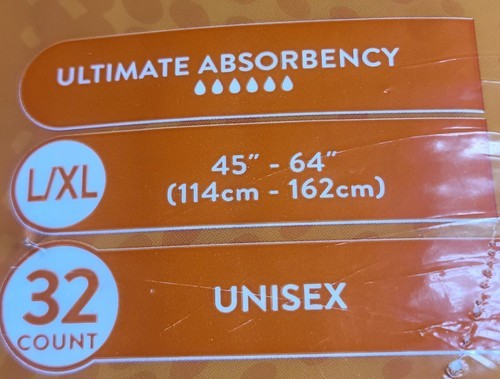 ULTIMATE ABSORBENCY
L/XL
45" - 64"
(114cm - 162cm)
32
COUNT
UNISEX